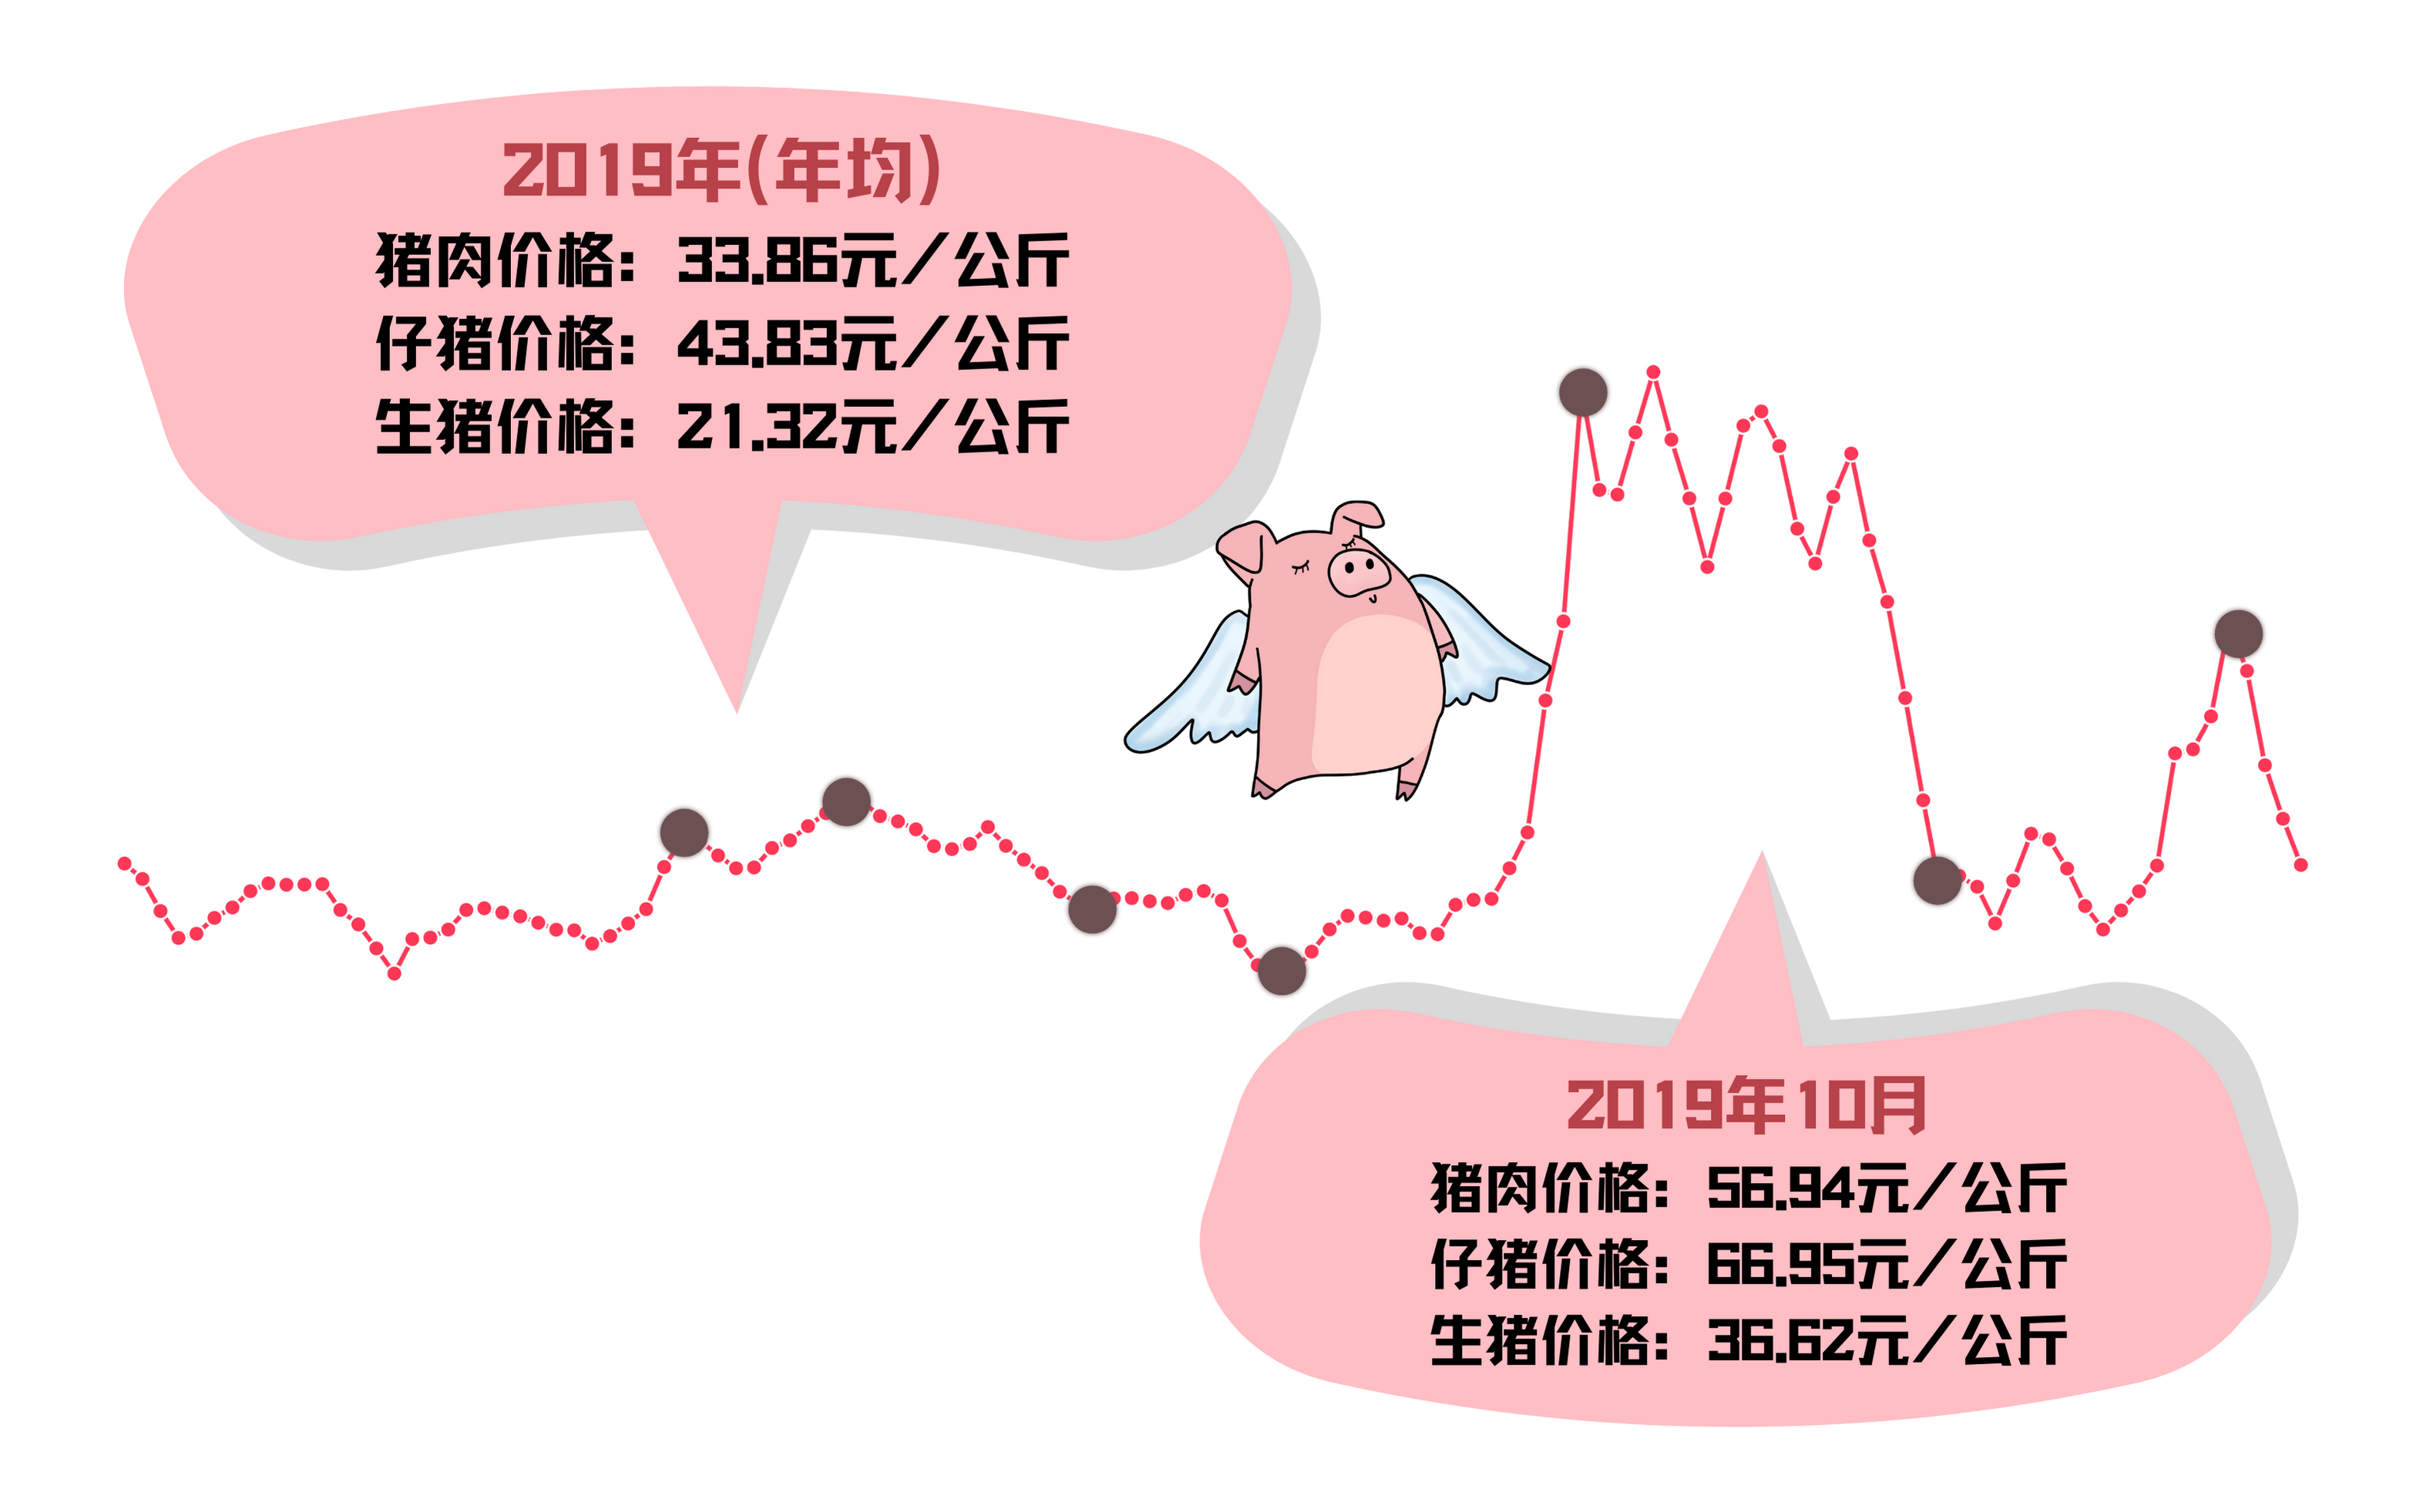 2019年(年均)
猪肉价格：33.86元/公斤
仔猪价格：43.83元/公斤
生猪价格：21.32元/公斤
2019年10月
猪肉价格：56.94元/公斤
仔猪价格：66.95元/公斤
生猪价格：36.62元/公斤